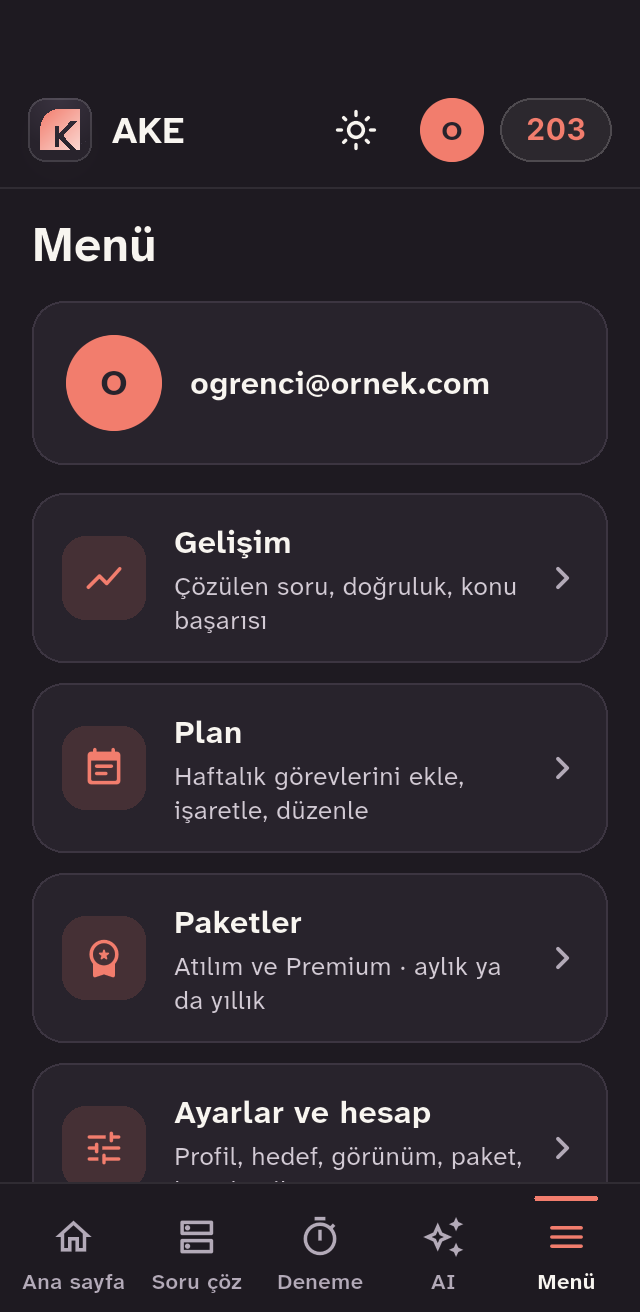 AKE
O
203
Menü
O
ogrenci@ornek.com
Gelişim
Çözülen soru, doğruluk, konu
başarısı
Plan
Haftalık görevlerini ekle,
işaretle, düzenle
Paketler
Atılım ve Premium · aylık ya
da yıllık
Ayarlar ve hesap
Profil, hedef, görünüm, paket,
Ana sayfa
Soru çöz
Deneme
AI
Menü